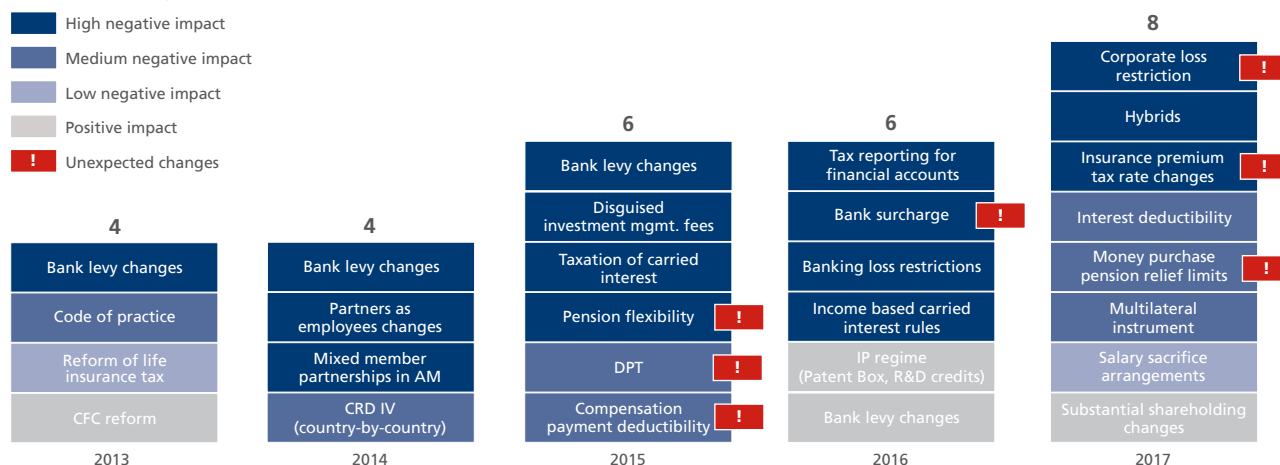 High negative impact
Medium negative impact
Low negative impact
Positive impact
! Unexpected changes
4
Bank levy changes
Code of practice
Reform of life
insurance tax
CFC reform
2013
4
Bank levy changes
Partners as
employees changes
Mixed member
partnerships in AM
CRD IV
(country-by-country)
2014
6
Bank levy changes
Disguised
investment mgmt. fees
Taxation of carried
interest
Pension flexibility
!
DPT
!
Compensation
payment deductibility
!
2015
6
Tax reporting for
financial accounts
Bank surcharge
!
Banking loss restrictions
Income based carried
interest rules
IP regime
(Patent Box, R&D credits)
Bank levy changes
2016
8
Corporate loss
restriction
!
Hybrids
Insurance premium
tax rate changes
!
Interest deductibility
Money purchase
pension relief limits
!
Multilateral
instrument
Salary sacrifice
arrangements
Substantial shareholding
changes
2017